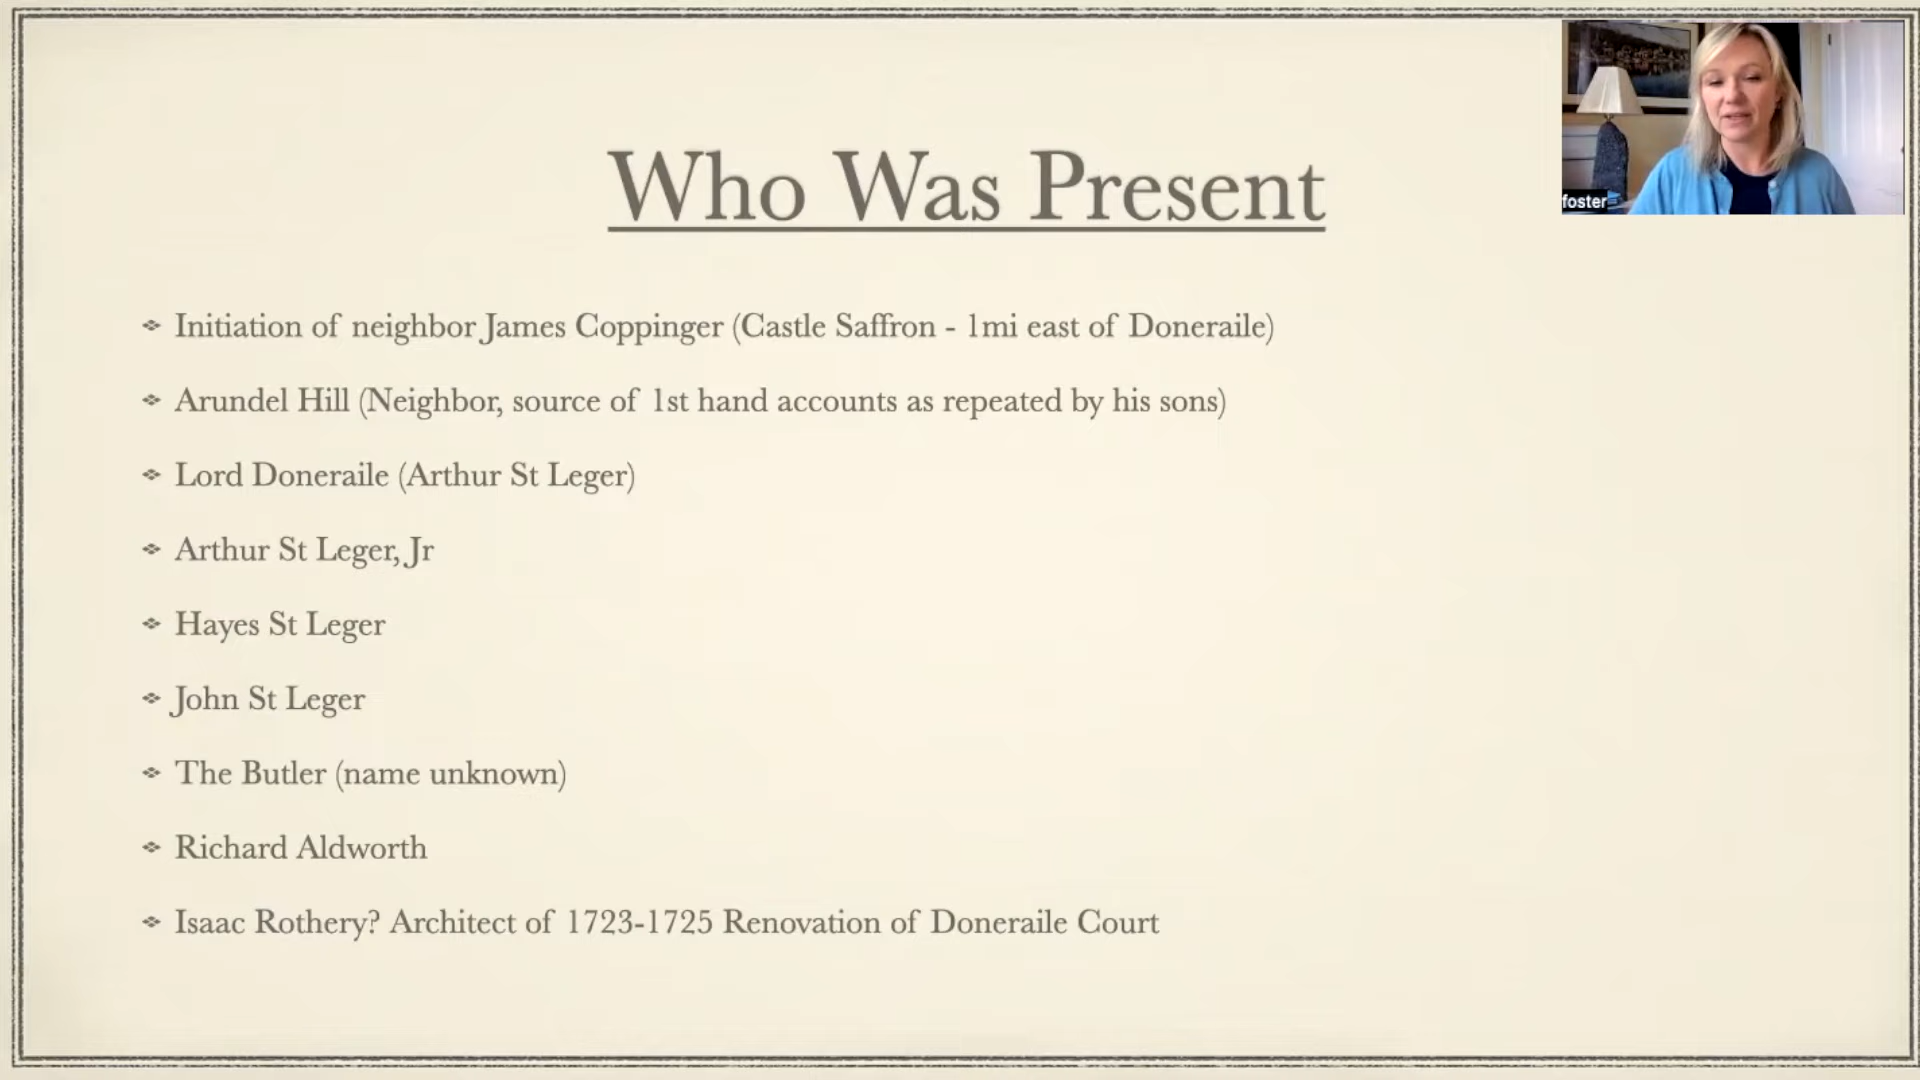 Who Was Present
Initiation of neighbor James Coppinger (Castle Saffron - 1mi east of Doneraile)
Arundel Hill (Neighbor, source of 1st hand accounts as repeated by his sons)
Lord Doneraile (Arthur St Leger)
Arthur St Leger, Jr
Hayes St Leger
John St Leger
The Butler (name unknown)
Richard Aldworth
Isaac Rothery? Architect of 1723-1725 Renovation of Doneraile Court
foster